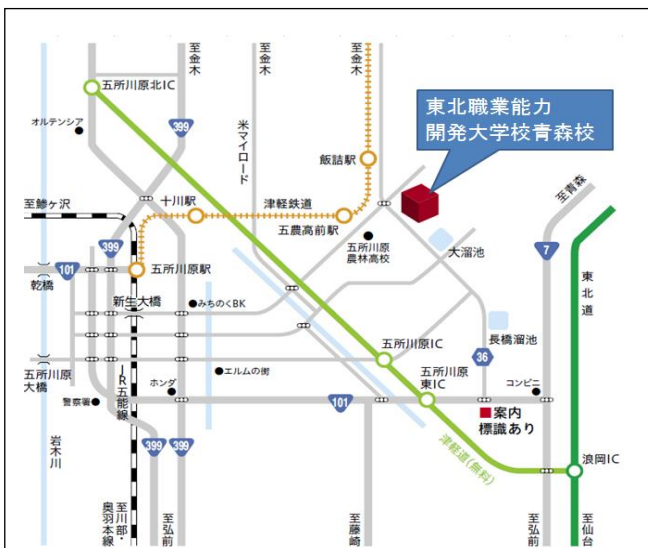 至金木
至金木
至金木
五所川原北IC
オルテンシア
399
米マイロード
東北職業能力
開発大学校青森校
飯詰駅
至青森
十川駅
津軽鉄道
至鰺ヶ沢
五農高前駅
399
五所川原
農林高校
大溜池
7
101
五所川原駅
乾橋
東北道
新生大橋
みちのくBK
長橋溜池
五所川原IC
36
五所川原
大橋
エルムの街
五所川原
東IC
JR五能線
ホンダ
コンビニ
警察署
101
案内
標識あり
岩木川
399
399
津軽道(無料)
浪岡IC
至川部・
奥羽本線
至弘前
至弘前
至藤崎
至弘前
至仙台